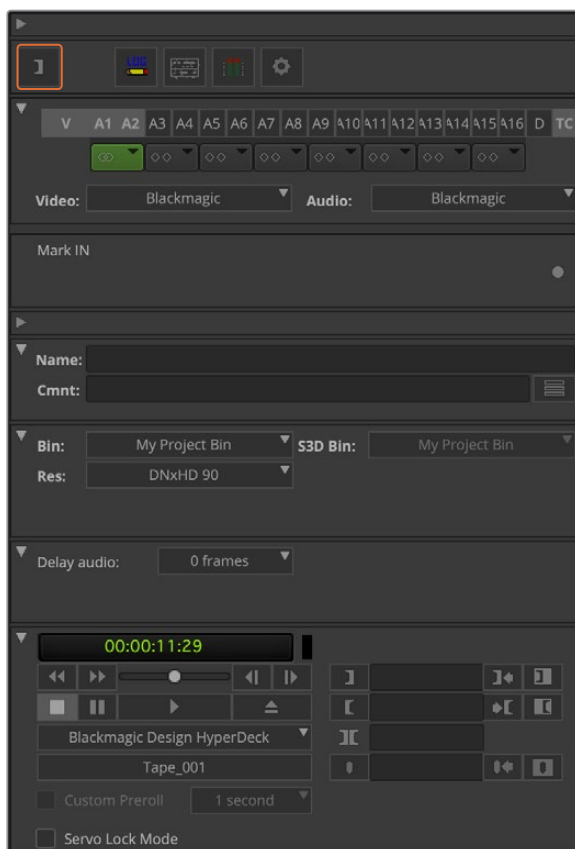 LOG
V A1 A2 A3 A4 A5 A6 A7 A8 A9 A10 A11 A12 A13 A14 A15 A16 D TC
Video: Blackmagic Audio: Blackmagic
Mark IN
Name:
Cmnt:
Bin: My Project Bin S3D Bin: My Project Bin
Res: DNxHD 90
Delay audio: 0 frames
00:00:11:29
Blackmagic Design HyperDeck
Tape_001
Custom Preroll 1 second
Servo Lock Mode